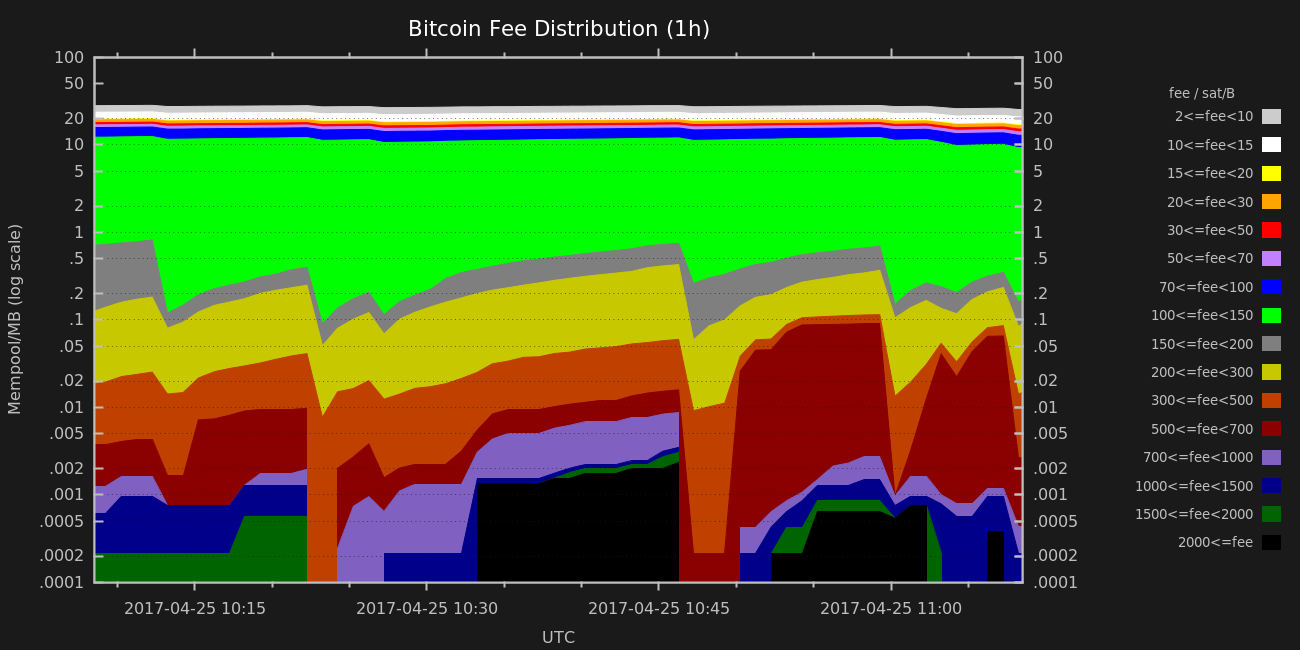 Bitcoin Fee Distribution (1h)
Mempool/MB (log scale)
100
50
20
10
5
2
1
.5
.2
.1
.05
.02
.01
.005
.002
.001
.0005
.0002
.0001
100
50
20
10
5
2
1
.5
.2
.1
.05
.02
.01
.005
.002
.001
.0005
.0002
.0001
2017-04-25 10:15
2017-04-25 10:30
2017-04-25 10:45
2017-04-25 11:00
UTC
fee / sat/B
2<=fee<10
10<=fee<15
15<=fee<20
20<=fee<30
30<=fee<50
50<=fee<70
70<=fee<100
100<=fee<150
150<=fee<200
200<=fee<300
300<=fee<500
500<=fee<700
700<=fee<1000
1000<=fee<1500
1500<=fee<2000
2000<=fee